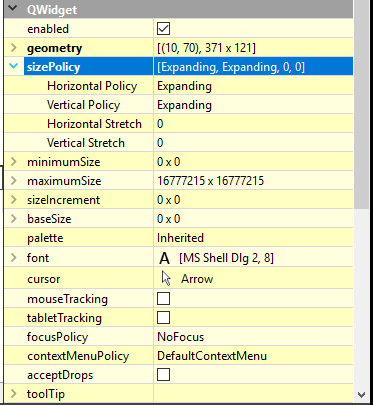 QWidget
enabled
geometry [(10, 70), 371 x 121]
sizePolicy [Expanding, Expanding, 0, 0]
Horizontal Policy Expanding
Vertical Policy Expanding
Horizontal Stretch 0
Vertical Stretch 0
minimumSize 0 x 0
maximumSize 16777215 x 16777215
sizeIncrement 0 x 0
baseSize 0 x 0
palette Inherited
font A [MS Shell Dlg 2, 8]
cursor Arrow
mouseTracking
tabletTracking
focusPolicy NoFocus
contextMenuPolicy DefaultContextMenu
acceptDrops
toolTip